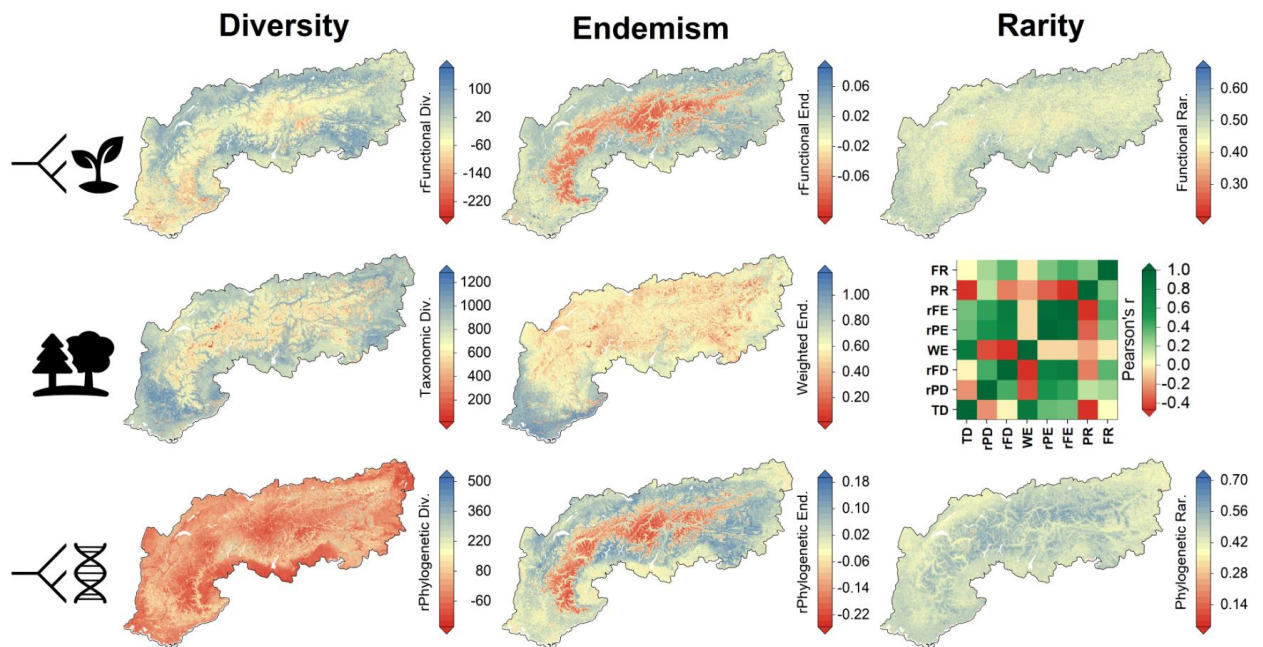 Diversity
Endemism
Rarity
100
20
-60
-140
-220
rFunctional Div.
0.06
0.02
-0.02
-0.06
rFunctional End.
0.60
0.50
0.40
0.30
Functional Rar.
1200
1000
800
600
400
200
Taxonomic Div.
1.00
0.80
0.60
0.40
0.20
Weighted End.
FR
PR
rFE
rPE
WE
rFD
rPD
TD
TD
rPD
rFD
WE
rPE
rFE
PR
FR
1.0
0.8
0.6
0.4
0.2
0.0
-0.2
-0.4
Pearson's r
500
360
220
80
-60
rPhylogenetic Div.
0.18
0.10
0.02
-0.06
-0.14
-0.22
rPhylogenetic End.
0.70
0.56
0.42
0.28
0.14
Phylogenetic Rar.